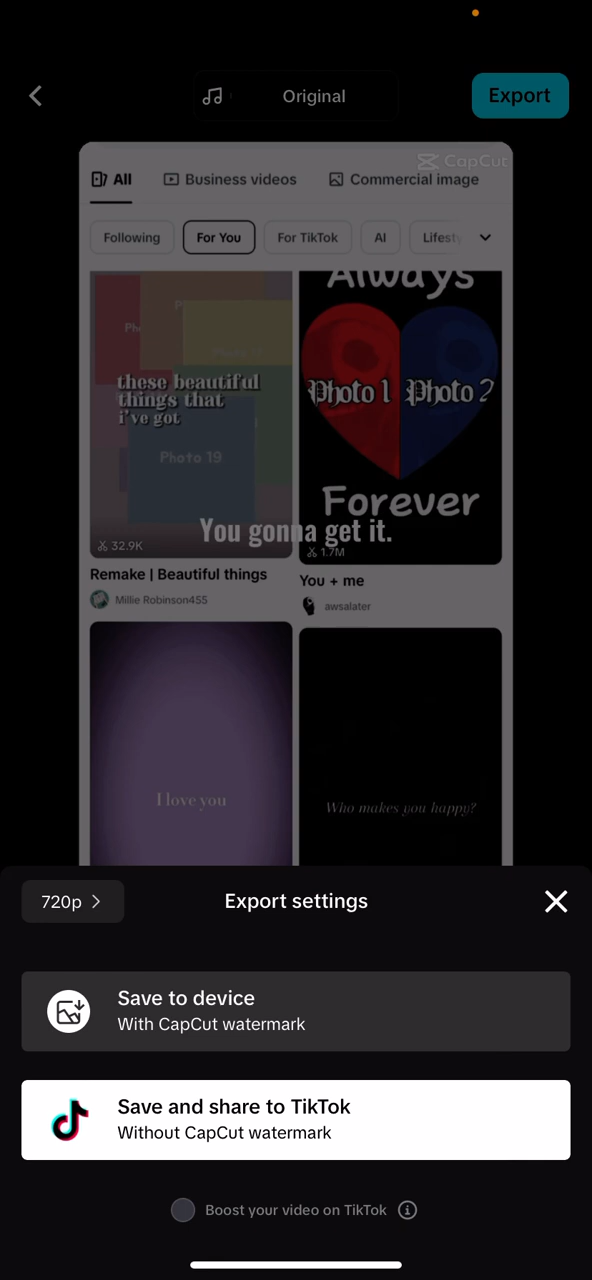 Original
Export
CapCut
All
Business videos
Commercial image
Following
For You
For TikTok
AI
Lifesty
these beautiful
things that
i've got
Photo 19
32.9K
Always
Photo 1 Photo 2
Forever
1.7M
You gonna get it.
Remake | Beautiful things
Millie Robinson455
You + me
awsalater
I love you
Who makes you happy?
720p
Export settings
Save to device
With CapCut watermark
Save and share to TikTok
Without CapCut watermark
Boost your video on TikTok